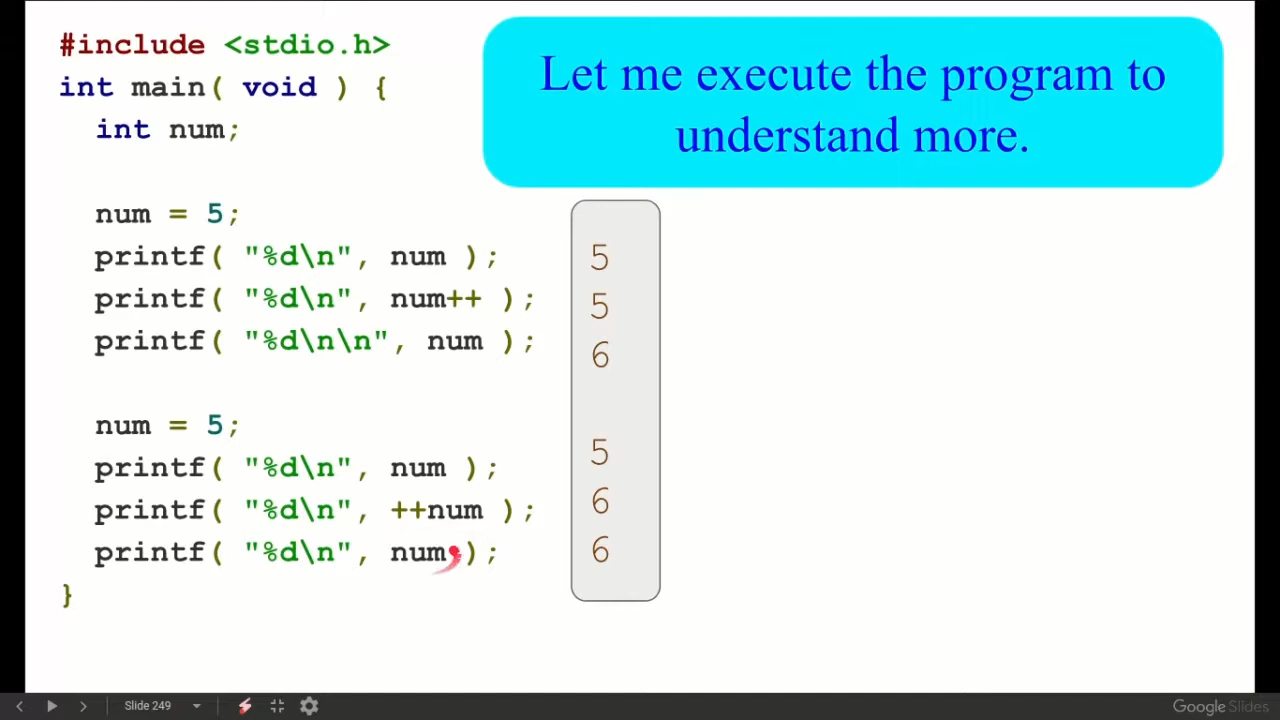 #include <stdio.h>
int main( void ) {
int num;
num = 5;
printf( "%d\n", num );
printf( "%d\n", num++ );
printf( "%d\n\n", num );
num = 5;
printf( "%d\n", num );
printf( "%d\n", ++num );
printf( "%d\n", num );
}
Let me execute the program to
understand more.
5
5
6
5
6
6
Slide 249
Google Slides